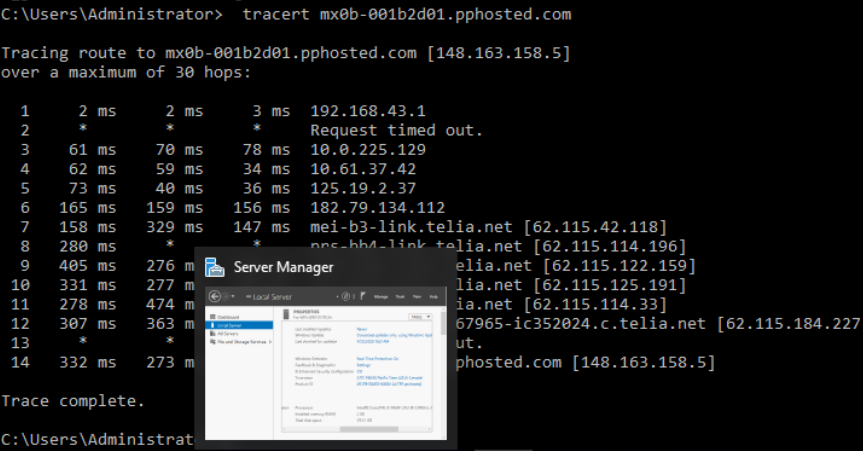 C:\Users\Administrator>  tracert mx0b-001b2d01.pphosted.com
Tracing route to mx0b-001b2d01.pphosted.com [148.163.158.5]
over a maximum of 30 hops:
1     2 ms     2 ms     3 ms  192.168.43.1
2     *        *        *     Request timed out.
3    61 ms    70 ms    78 ms  10.0.225.129
4    62 ms    59 ms    34 ms  10.61.37.42
5    73 ms    40 ms    36 ms  125.19.2.37
6   165 ms   159 ms   156 ms  182.79.134.112
7   158 ms   329 ms   147 ms  mei-b3-link.telia.net [62.115.42.118]
8   280 ms     *        *     prs-bb4-link.telia.net [62.115.114.196]
9   405 ms   276 m elia.net [62.115.122.159]
10   331 ms   277 m lia.net [62.115.125.191]
11   278 ms   474 m ia.net [62.115.114.33]
12   307 ms   363 m 67965-ic352024.c.telia.net [62.115.184.227
13     *        * ut.
14   332 ms   273 m pphosted.com [148.163.158.5]
Trace complete.
C:\Users\Administrat
Server Manager
Local Server
Manage Tools View Help
Dashboard
Local Server
All Servers
File and Storage Services
PROPERTIES
TASKS